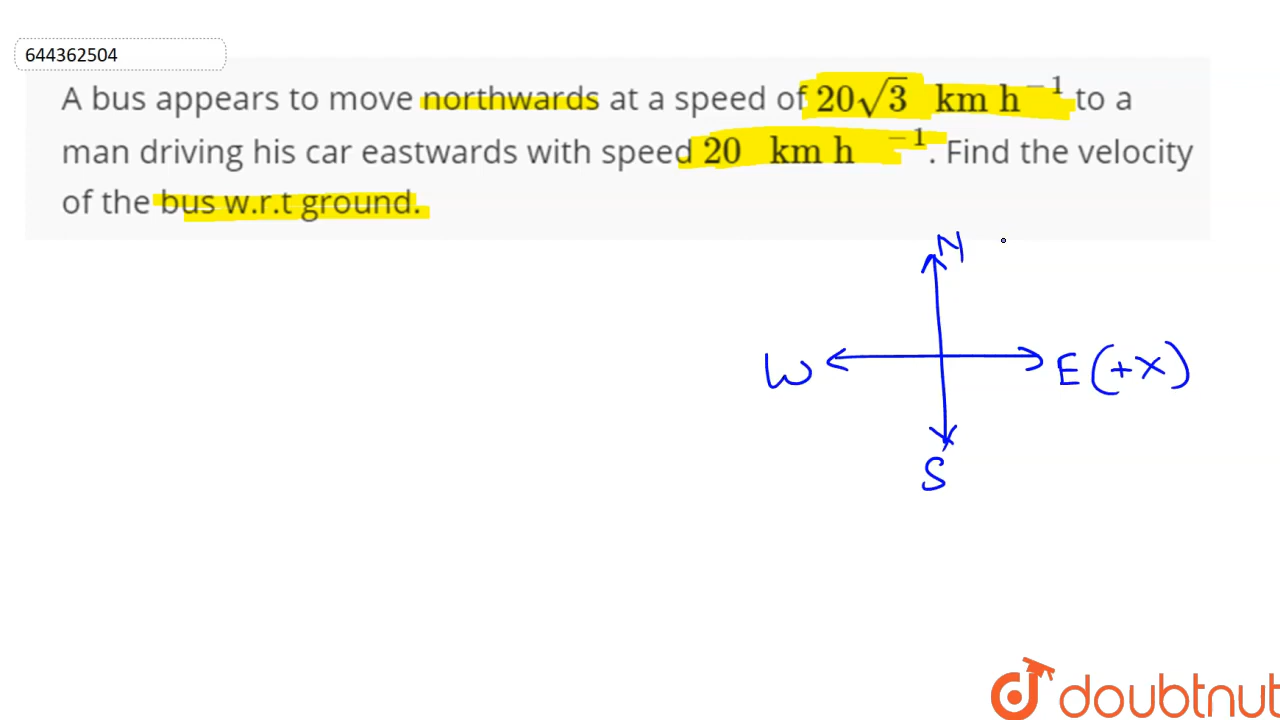 644362504
A bus appears to move northwards at a speed of 20√3 km h⁻¹ to a
man driving his car eastwards with speed 20 km h⁻¹. Find the velocity
of the bus w.r.t ground.
N
W E (+x)
S
doubtnut